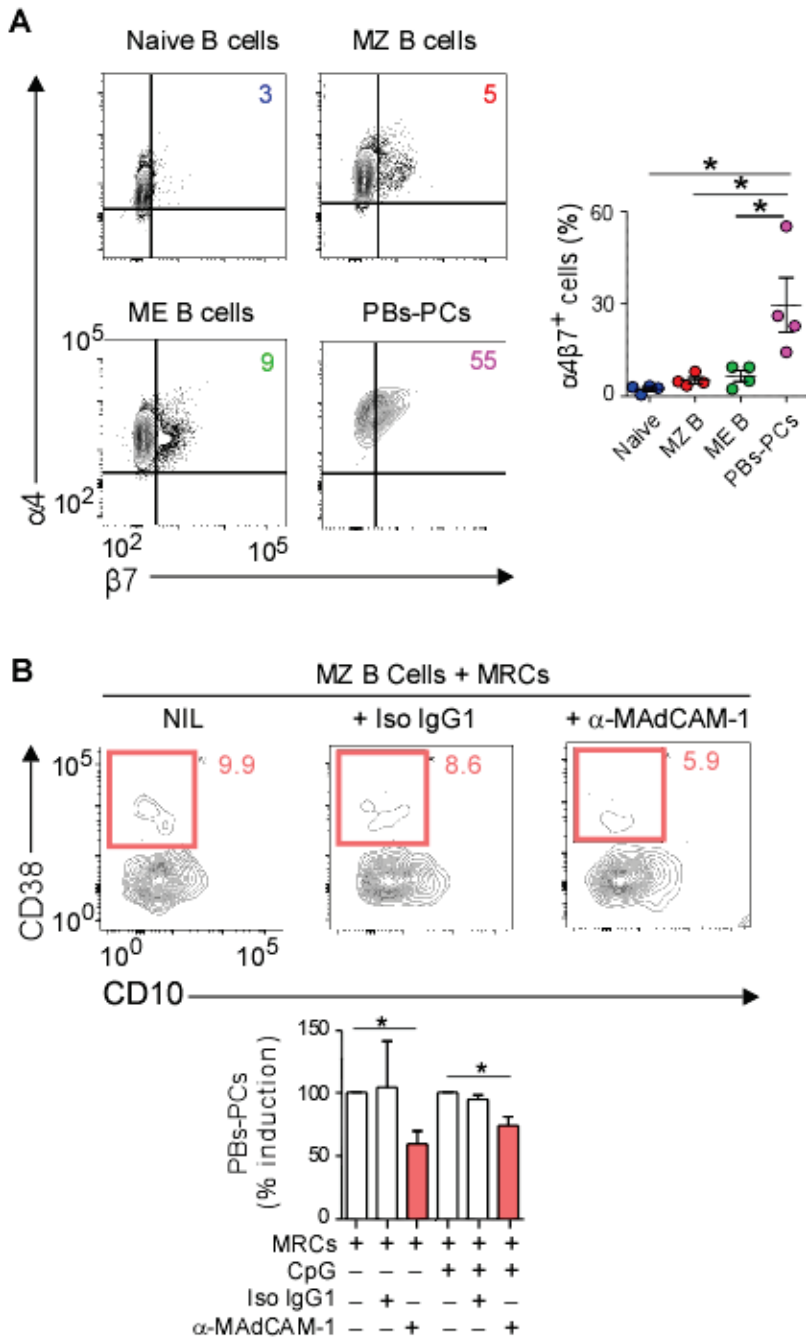 A
Naive B cells
MZ B cells
3
5
ME B cells
PBs-PCs
10^5
9
55
α4
10^2
10^2
10^5
β7
* * *
α4β7+ cells (%)
60
30
0
Naive
MZ B
ME B
PBs-PCs
B
MZ B Cells + MRCs
NIL
+ Iso IgG1
+ α-MAdCAM-1
10^5
9.9
8.6
5.9
CD38
10^0
10^0
10^5
CD10
PBs-PCs
(% induction)
150
100
50
0
* *
MRCs + + + + + +
CpG – – – + + +
Iso IgG1 – + – – + –
α-MAdCAM-1 – – + – – +